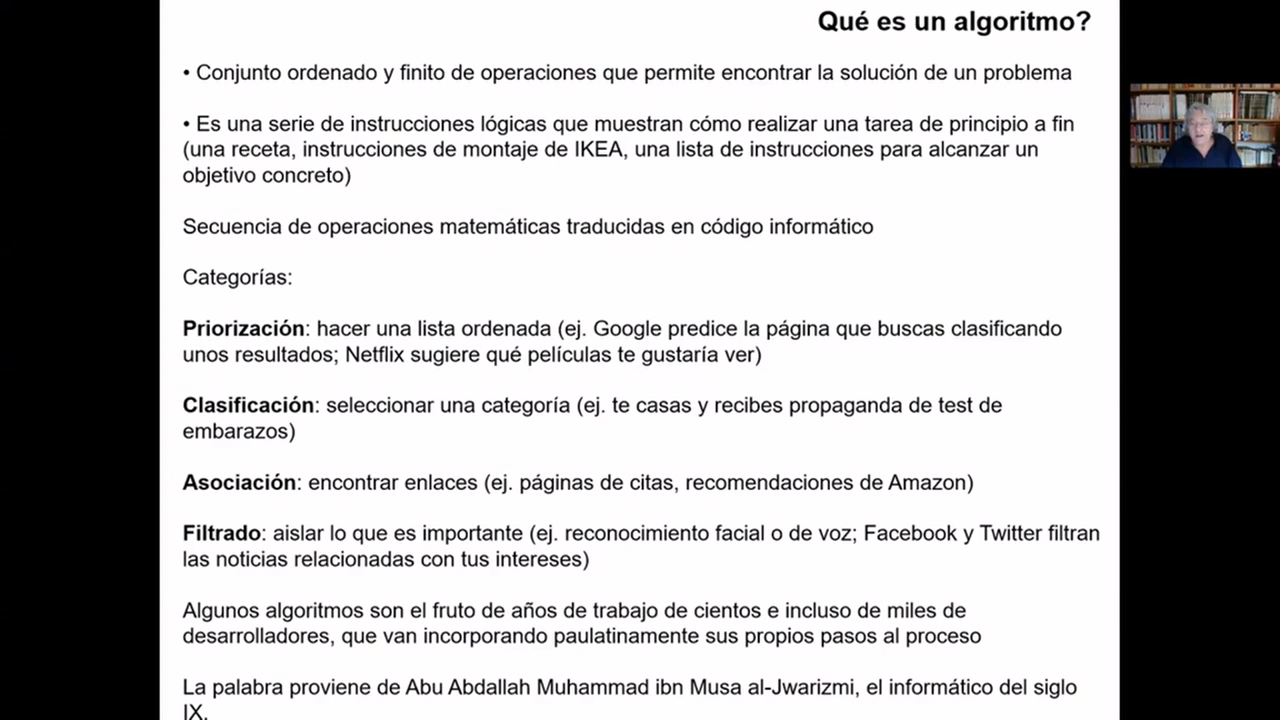 Qué es un algoritmo?
• Conjunto ordenado y finito de operaciones que permite encontrar la solución de un problema
• Es una serie de instrucciones lógicas que muestran cómo realizar una tarea de principio a fin
(una receta, instrucciones de montaje de IKEA, una lista de instrucciones para alcanzar un
objetivo concreto)
Secuencia de operaciones matemáticas traducidas en código informático
Categorías:
Priorización: hacer una lista ordenada (ej. Google predice la página que buscas clasificando
unos resultados; Netflix sugiere qué películas te gustaría ver)
Clasificación: seleccionar una categoría (ej. te casas y recibes propaganda de test de
embarazos)
Asociación: encontrar enlaces (ej. páginas de citas, recomendaciones de Amazon)
Filtrado: aislar lo que es importante (ej. reconocimiento facial o de voz; Facebook y Twitter filtran
las noticias relacionadas con tus intereses)
Algunos algoritmos son el fruto de años de trabajo de cientos e incluso de miles de
desarrolladores, que van incorporando paulatinamente sus propios pasos al proceso
La palabra proviene de Abu Abdallah Muhammad ibn Musa al-Jwarizmi, el informático del siglo
IX.